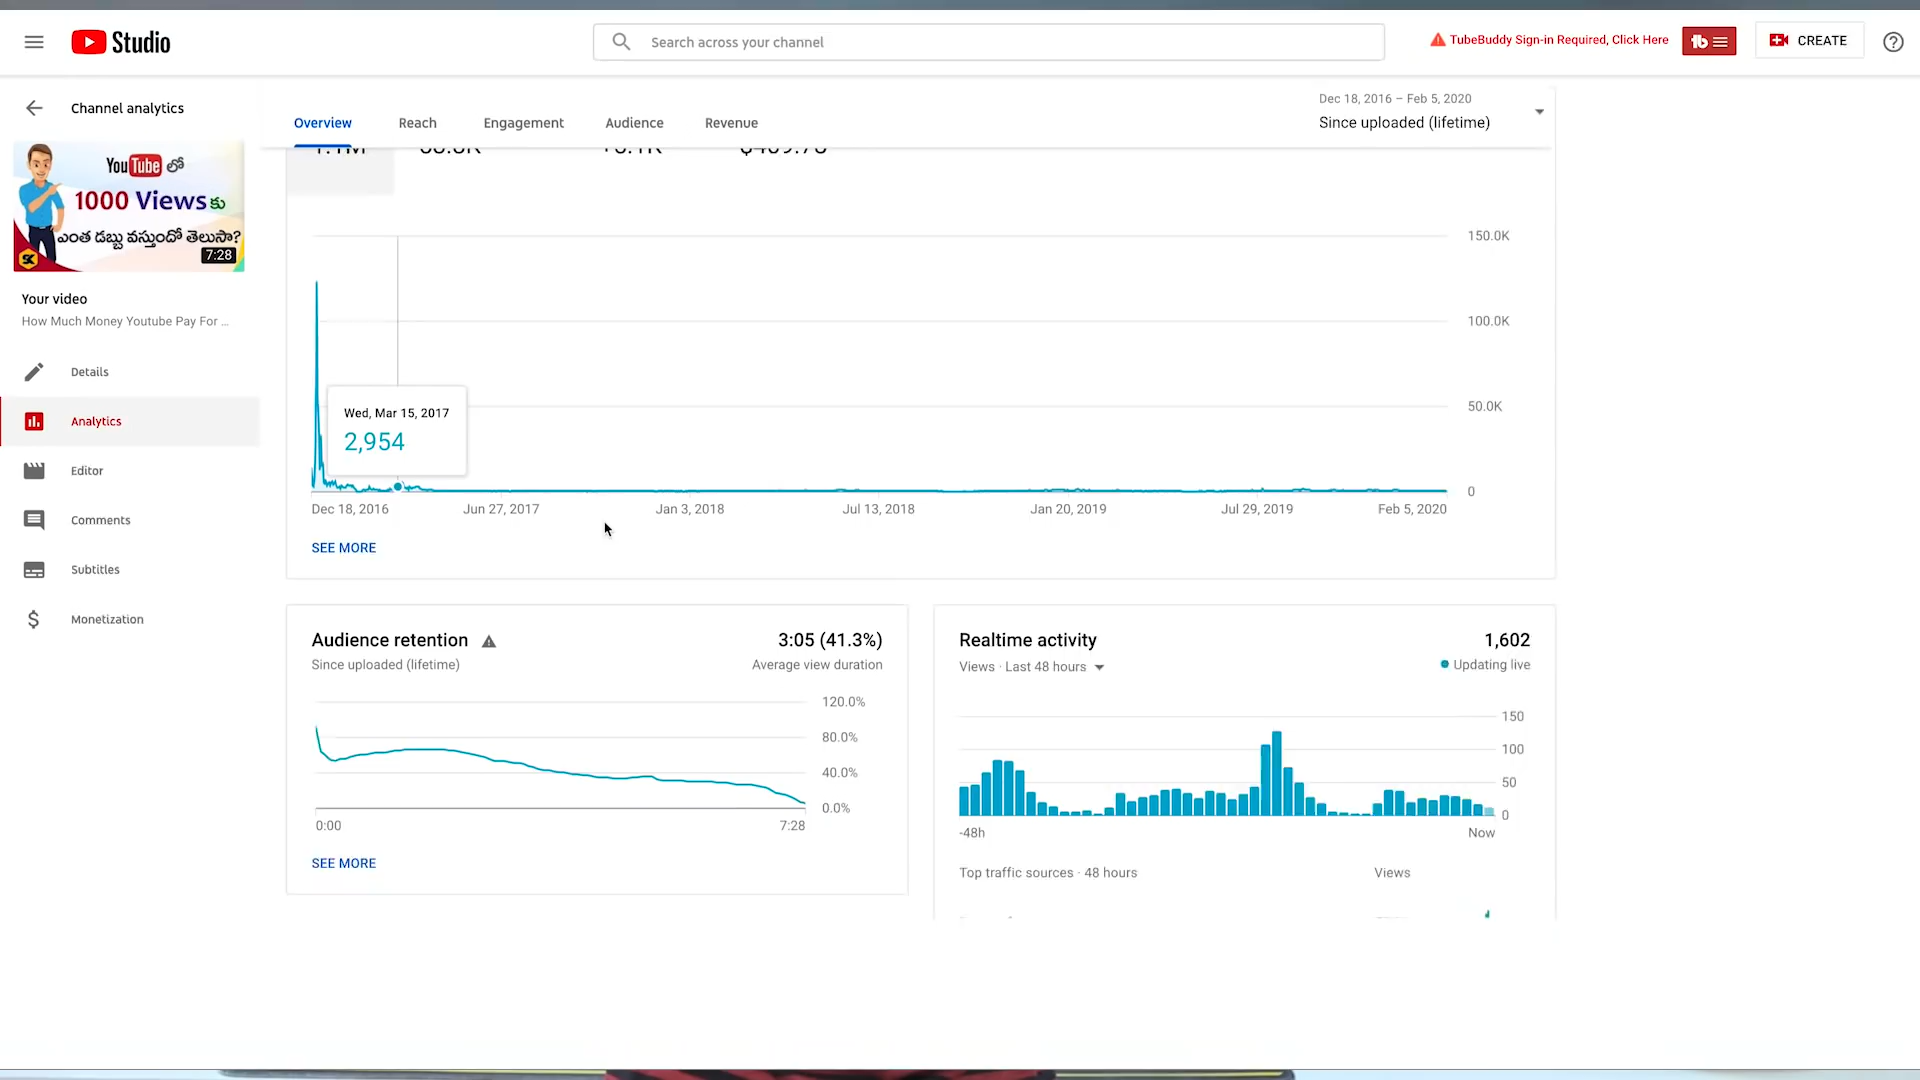 Studio
Search across your channel
TubeBuddy Sign-in Required, Click Here
tb
CREATE
Channel analytics
Overview
Reach
Engagement
Audience
Revenue
Dec 18, 2016 – Feb 5, 2020
Since uploaded (lifetime)
YouTube లో
1000 Views కు
ఎంత డబ్బు వస్తుందో తెలుసా?
7:28
SK
Your video
How Much Money Youtube Pay For ...
Details
Analytics
Editor
Comments
Subtitles
Monetization
150.0K
100.0K
50.0K
0
Wed, Mar 15, 2017
2,954
Dec 18, 2016
Jun 27, 2017
Jan 3, 2018
Jul 13, 2018
Jan 20, 2019
Jul 29, 2019
Feb 5, 2020
SEE MORE
Audience retention
3:05 (41.3%)
Since uploaded (lifetime)
Average view duration
120.0%
80.0%
40.0%
0.0%
0:00
7:28
SEE MORE
Realtime activity
1,602
Views · Last 48 hours
Updating live
150
100
50
0
-48h
Now
Top traffic sources · 48 hours
Views